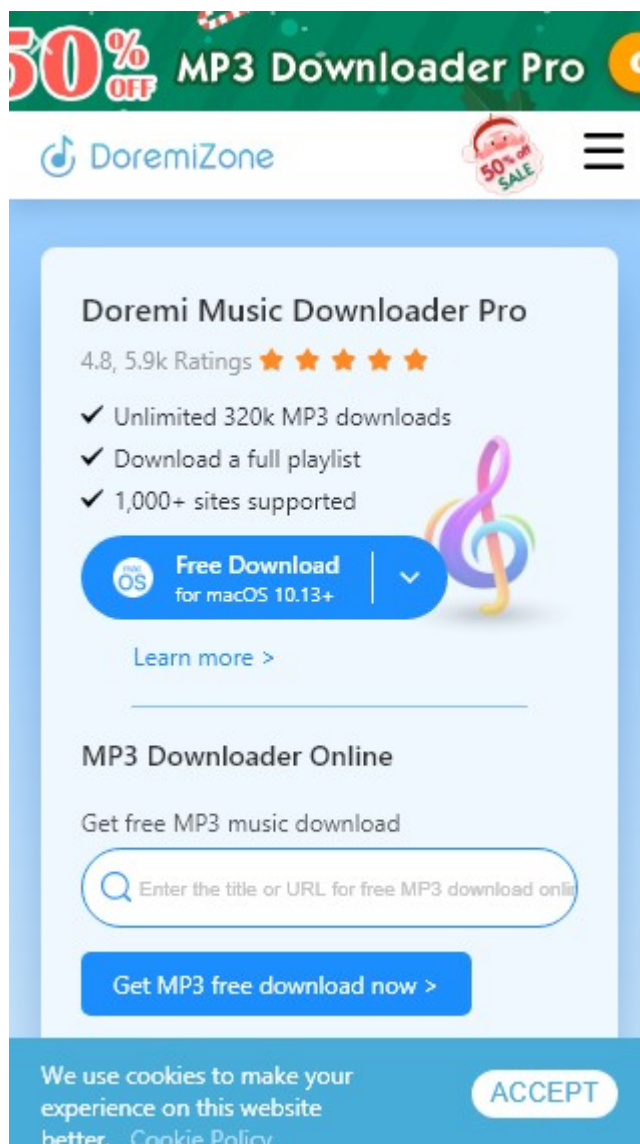 50% OFF MP3 Downloader Pro
DoremiZone
50% off
SALE
Doremi Music Downloader Pro
4.8, 5.9k Ratings
Unlimited 320k MP3 downloads
Download a full playlist
1,000+ sites supported
mac OS
Free Download
for macOS 10.13+
Learn more >
MP3 Downloader Online
Get free MP3 music download
Enter the title or URL for free MP3 download onlin
Get MP3 free download now >
We use cookies to make your
experience on this website
better. Cookie Policy
ACCEPT